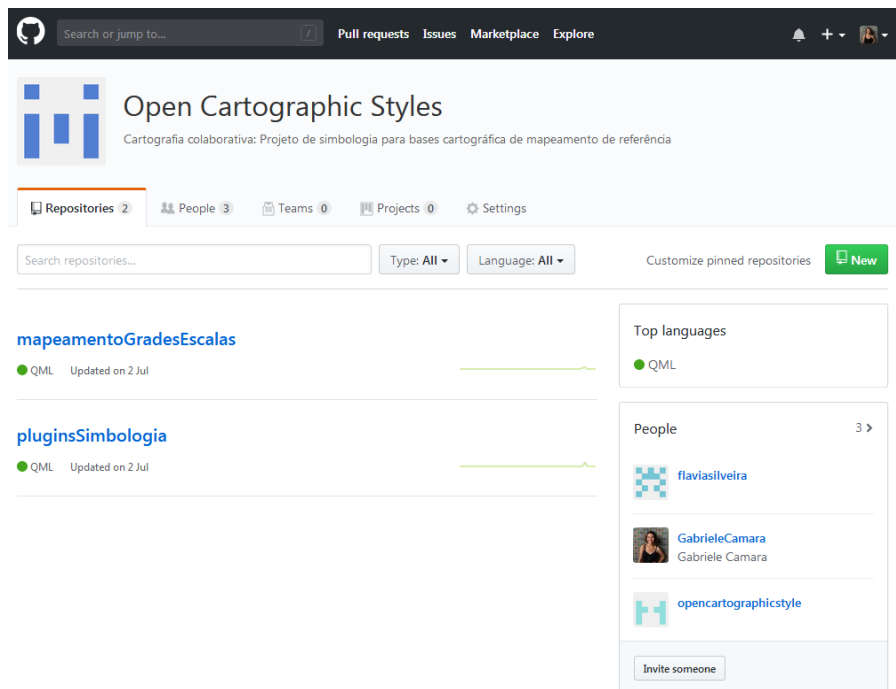 Search or jump to... / Pull requests Issues Marketplace Explore
Open Cartographic Styles
Cartografia colaborativa: Projeto de simbologia para bases cartográfica de mapeamento de referência
Repositories 2 People 3 Teams 0 Projects 0 Settings
Search repositories... Type: All Language: All Customize pinned repositories New
mapeamentoGradesEscalas
QML Updated on 2 Jul
pluginsSimbologia
QML Updated on 2 Jul
Top languages
QML
People 3
flaviasilveira
GabrieleCamara
Gabriele Camara
opencartographicstyle
Invite someone